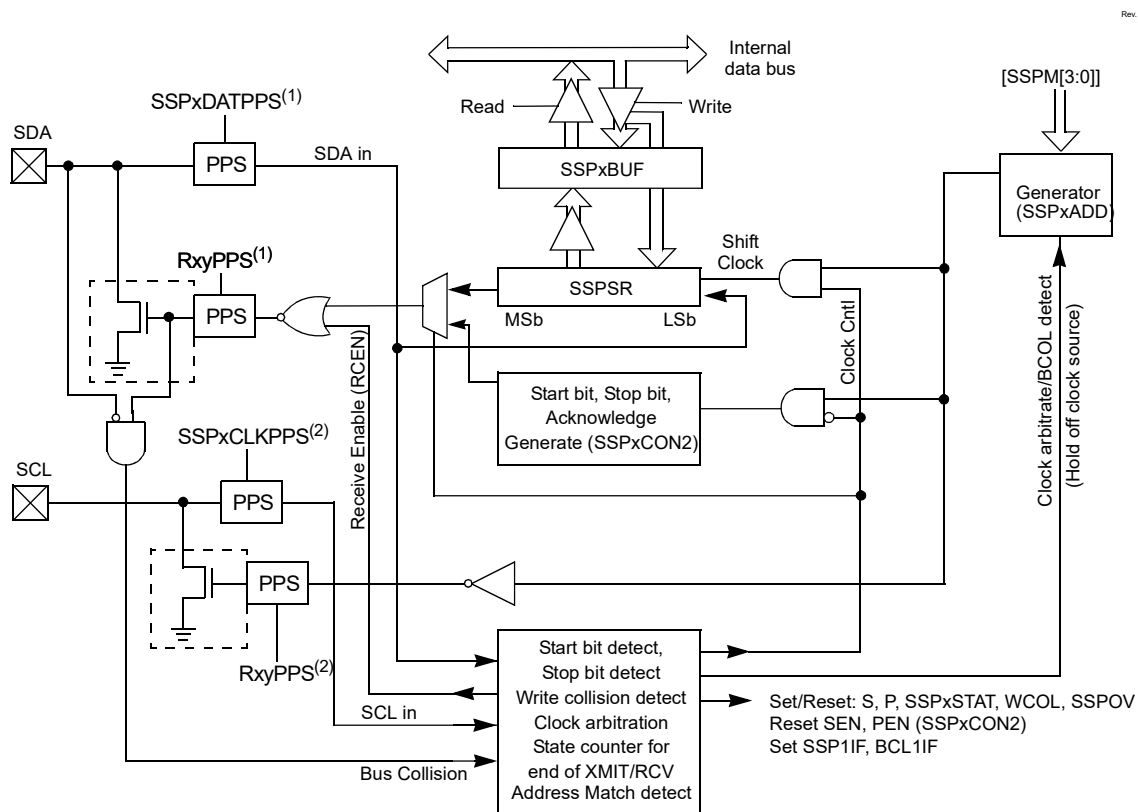 Rev.
Internal
data bus
[SSPM[3:0]]
Read
Write
SSPxDATPPS(1)
SDA
PPS
SDA in
SSPxBUF
Generator
(SSPxADD)
RxyPPS(1)
Shift
Clock
PPS
SSPSR
MSb
LSb
Clock Cntl
Clock arbitrate/BCOL detect
(Hold off clock source)
Receive Enable (RCEN)
Start bit, Stop bit,
Acknowledge
Generate (SSPxCON2)
SSPxCLKPPS(2)
SCL
PPS
PPS
RxyPPS(2)
SCL in
Bus Collision
Start bit detect,
Stop bit detect
Write collision detect
Clock arbitration
State counter for
end of XMIT/RCV
Address Match detect
Set/Reset: S, P, SSPxSTAT, WCOL, SSPOV
Reset SEN, PEN (SSPxCON2)
Set SSP1IF, BCL1IF